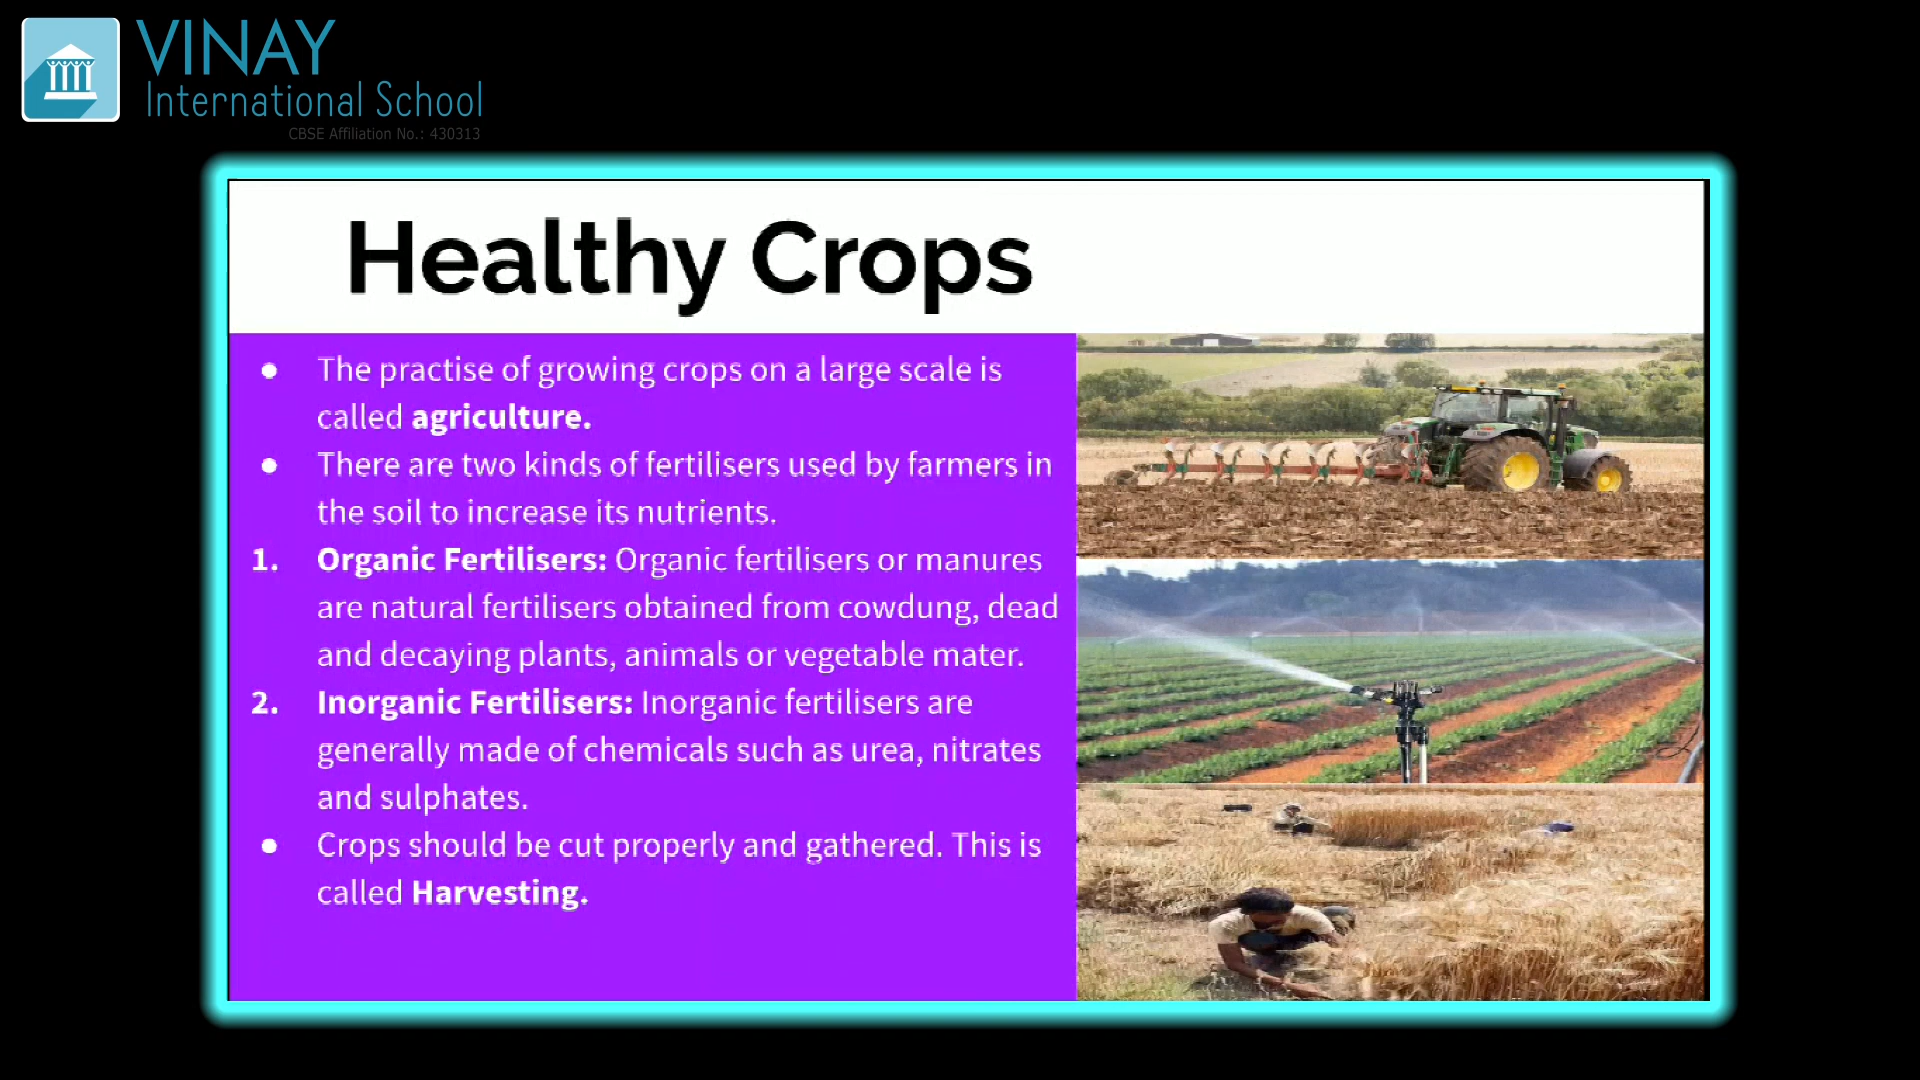 VINAY
International School
CBSE Affiliation No.: 430313
Healthy Crops
● The practise of growing crops on a large scale is
called agriculture.
● There are two kinds of fertilisers used by farmers in
the soil to increase its nutrients.
1. Organic Fertilisers: Organic fertilisers or manures
are natural fertilisers obtained from cowdung, dead
and decaying plants, animals or vegetable mater.
2. Inorganic Fertilisers: Inorganic fertilisers are
generally made of chemicals such as urea, nitrates
and sulphates.
● Crops should be cut properly and gathered. This is
called Harvesting.